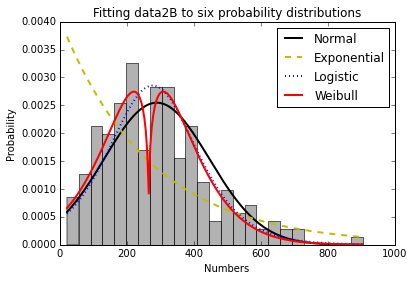 Fitting data2B to six probability distributions
Normal
Exponential
Logistic
Weibull
Probability
0.0040
0.0035
0.0030
0.0025
0.0020
0.0015
0.0010
0.0005
0.0000
0
200
400
600
800
1000
Numbers